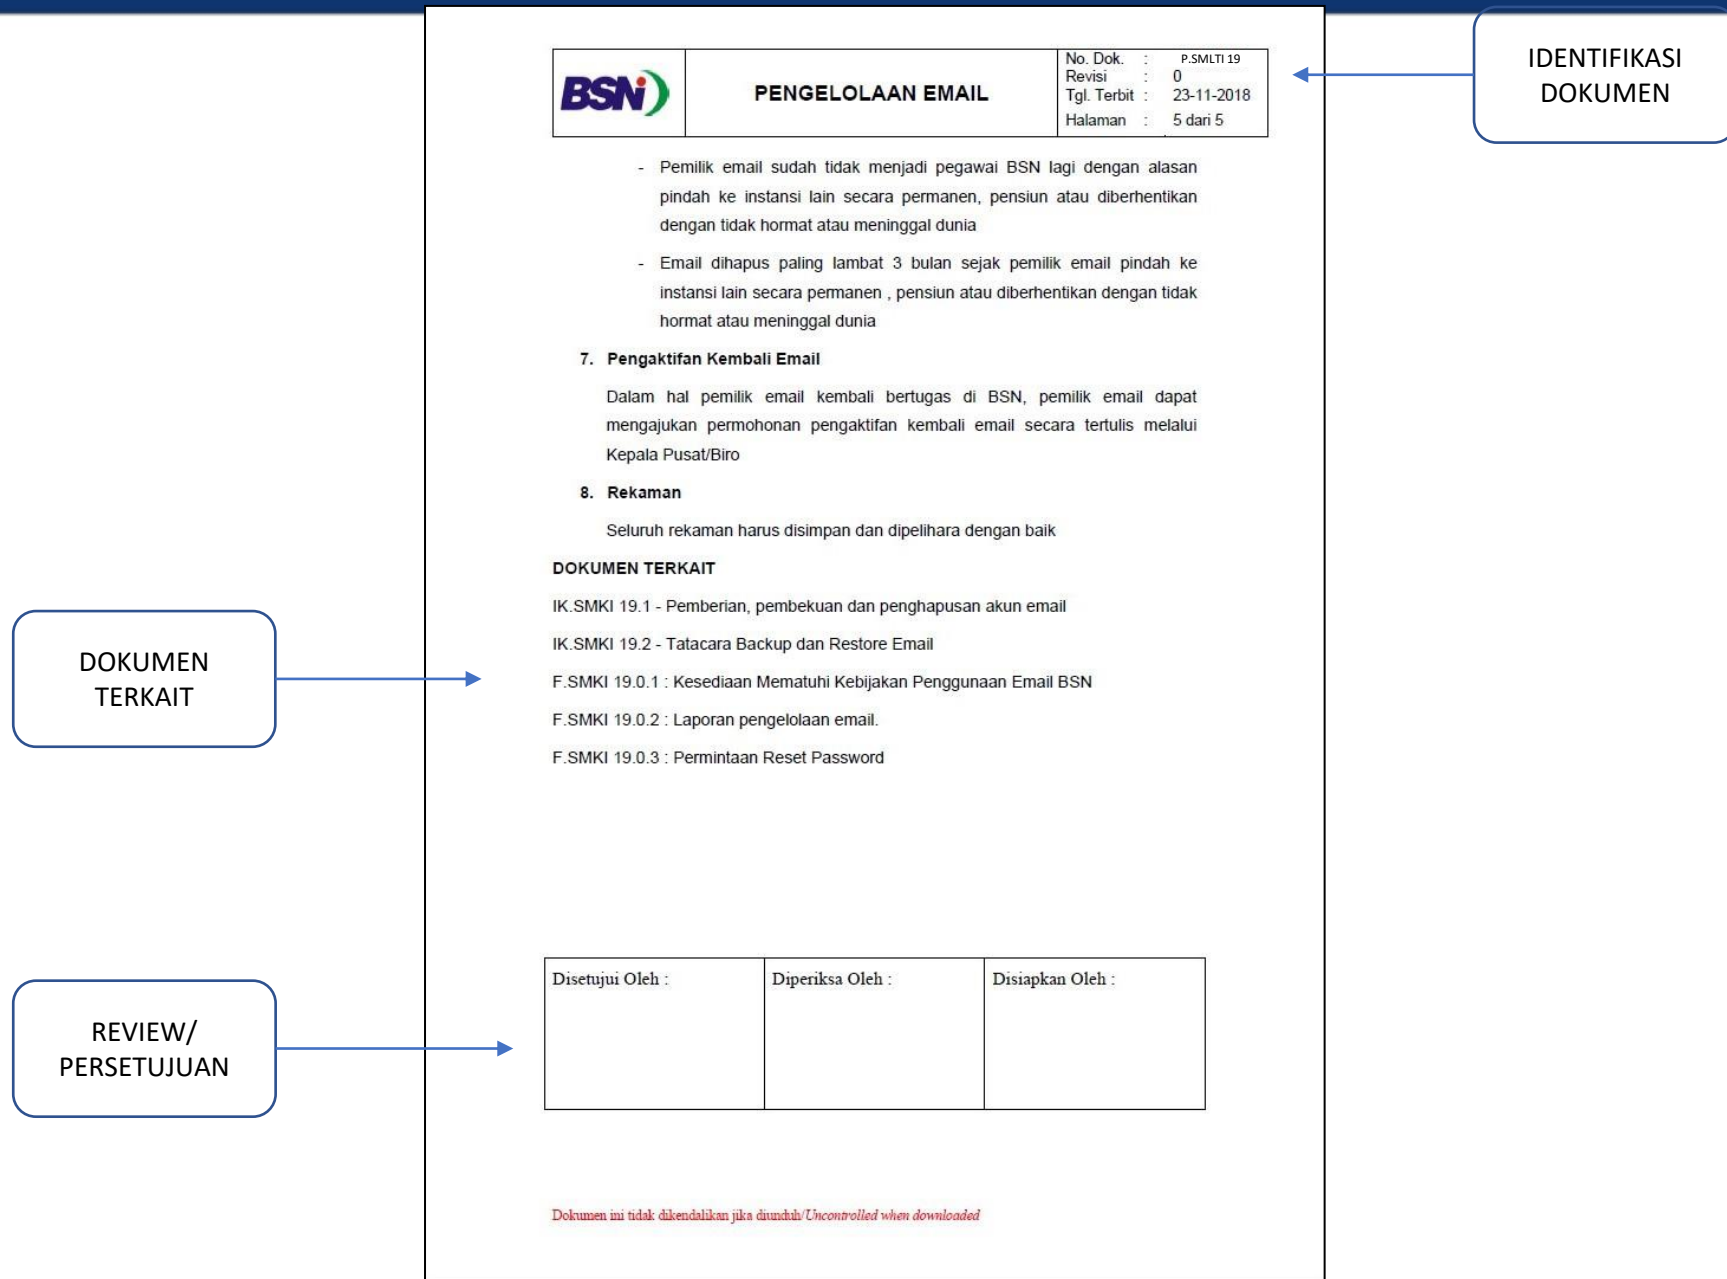 BSN
PENGELOLAAN EMAIL
No. Dok. : P.SMLTI 19
Revisi : 0
Tgl. Terbit : 23-11-2018
Halaman : 5 dari 5
IDENTIFIKASI
DOKUMEN
- Pemilik email sudah tidak menjadi pegawai BSN lagi dengan alasan
pindah ke instansi lain secara permanen, pensiun atau diberhentikan
dengan tidak hormat atau meninggal dunia
- Email dihapus paling lambat 3 bulan sejak pemilik email pindah ke
instansi lain secara permanen , pensiun atau diberhentikan dengan tidak
hormat atau meninggal dunia
7. Pengaktifan Kembali Email
Dalam hal pemilik email kembali bertugas di BSN, pemilik email dapat
mengajukan permohonan pengaktifan kembali email secara tertulis melalui
Kepala Pusat/Biro
8. Rekaman
Seluruh rekaman harus disimpan dan dipelihara dengan baik
DOKUMEN TERKAIT
IK.SMKI 19.1 - Pemberian, pembekuan dan penghapusan akun email
IK.SMKI 19.2 - Tatacara Backup dan Restore Email
F.SMKI 19.0.1 : Kesediaan Mematuhi Kebijakan Penggunaan Email BSN
F.SMKI 19.0.2 : Laporan pengelolaan email.
F.SMKI 19.0.3 : Permintaan Reset Password
DOKUMEN
TERKAIT
Disetujui Oleh :
Diperiksa Oleh :
Disiapkan Oleh :
REVIEW/
PERSETUJUAN
Dokumen ini tidak dikendalikan jika diunduh/Uncontrolled when downloaded